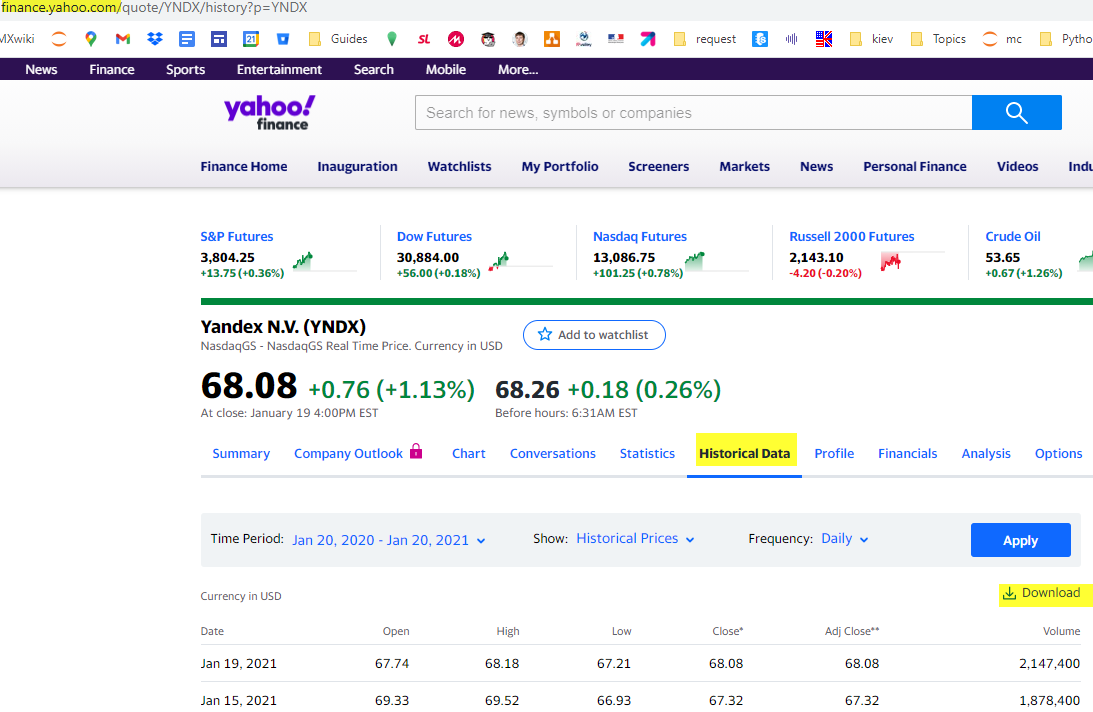 finance.yahoo.com/quote/YNDX/history?p=YNDX
MXwiki Guides SL request kiev Topics mc Pytho
News Finance Sports Entertainment Search Mobile More...
yahoo!
finance
Search for news, symbols or companies
Finance Home Inauguration Watchlists My Portfolio Screeners Markets News Personal Finance Videos Indu
S&P Futures Dow Futures Nasdaq Futures Russell 2000 Futures Crude Oil
3,804.25 30,884.00 13,086.75 2,143.10 53.65
+13.75 (+0.36%) +56.00 (+0.18%) +101.25 (+0.78%) -4.20 (-0.20%) +0.67 (+1.26%)
Yandex N.V. (YNDX)
Add to watchlist
NasdaqGS - NasdaqGS Real Time Price. Currency in USD
68.08 +0.76 (+1.13%) 68.26 +0.18 (0.26%)
At close: January 19 4:00PM EST Before hours: 6:31AM EST
Summary Company Outlook Chart Conversations Statistics Historical Data Profile Financials Analysis Options
Time Period: Jan 20, 2020 - Jan 20, 2021 Show: Historical Prices Frequency: Daily Apply
Currency in USD Download
Date Open High Low Close* Adj Close** Volume
Jan 19, 2021 67.74 68.18 67.21 68.08 68.08 2,147,400
Jan 15, 2021 69.33 69.52 66.93 67.32 67.32 1,878,400